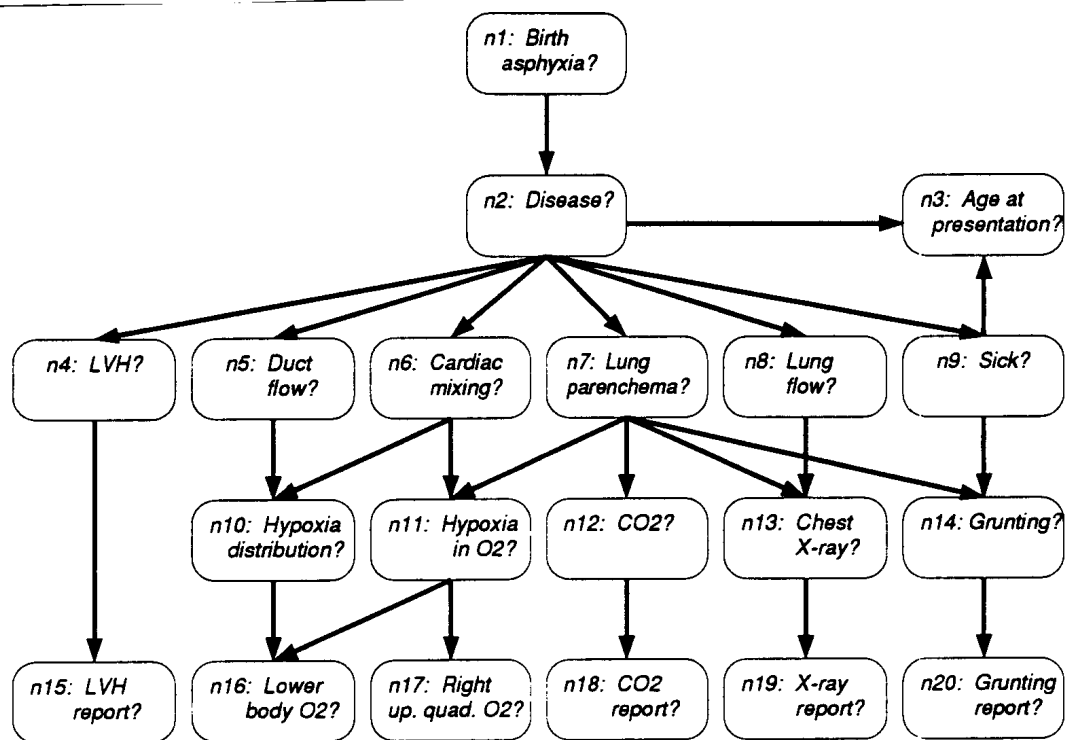 n1: Birth
asphyxia?
n2: Disease?
n3: Age at
presentation?
n4: LVH?
n5: Duct
flow?
n6: Cardiac
mixing?
n7: Lung
parenchema?
n8: Lung
flow?
n9: Sick?
n10: Hypoxia
distribution?
n11: Hypoxia
in O2?
n12: CO2?
n13: Chest
X-ray?
n14: Grunting?
n15: LVH
report?
n16: Lower
body O2?
n17: Right
up. quad. O2?
n18: CO2
report?
n19: X-ray
report?
n20: Grunting
report?